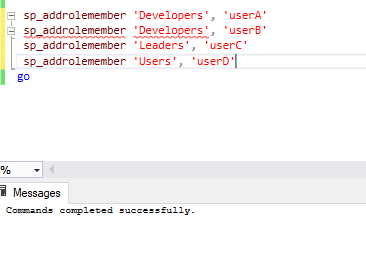 sp_addrolemember 'Developers', 'userA'
sp_addrolemember 'Developers', 'userB'
sp_addrolemember 'Leaders', 'userC'
sp_addrolemember 'Users', 'userD'
go
%
Messages
Commands completed successfully.